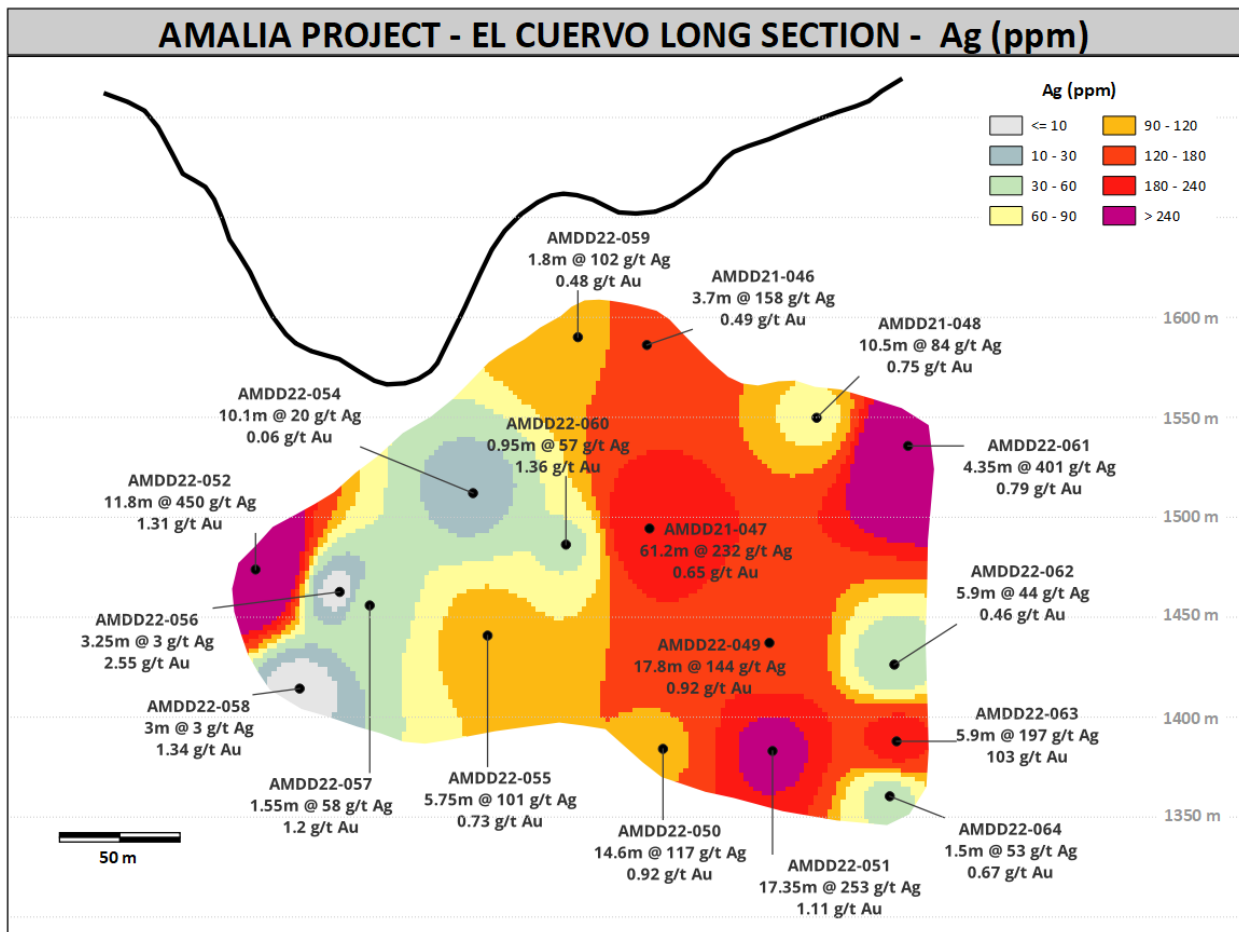 AMALIA PROJECT - EL CUERVO LONG SECTION - Ag (ppm)
Ag (ppm)
<= 10
10 - 30
30 - 60
60 - 90
90 - 120
120 - 180
180 - 240
> 240
AMDD22-059
1.8m @ 102 g/t Ag
0.48 g/t Au
AMDD21-046
3.7m @ 158 g/t Ag
0.49 g/t Au
AMDD21-048
10.5m @ 84 g/t Ag
0.75 g/t Au
1600 m
AMDD22-054
10.1m @ 20 g/t Ag
0.06 g/t Au
AMDD22-060
0.95m @ 57 g/t Ag
1.36 g/t Au
1550 m
AMDD22-061
4.35m @ 401 g/t Ag
0.79 g/t Au
AMDD22-052
11.8m @ 450 g/t Ag
1.31 g/t Au
AMDD21-047
61.2m @ 232 g/t Ag
0.65 g/t Au
1500 m
AMDD22-062
5.9m @ 44 g/t Ag
0.46 g/t Au
AMDD22-056
3.25m @ 3 g/t Ag
2.55 g/t Au
AMDD22-049
17.8m @ 144 g/t Ag
0.92 g/t Au
1450 m
AMDD22-058
3m @ 3 g/t Ag
1.34 g/t Au
AMDD22-063
5.9m @ 197 g/t Ag
103 g/t Au
1400 m
AMDD22-057
1.55m @ 58 g/t Ag
1.2 g/t Au
AMDD22-055
5.75m @ 101 g/t Ag
0.73 g/t Au
AMDD22-050
14.6m @ 117 g/t Ag
0.92 g/t Au
AMDD22-051
17.35m @ 253 g/t Ag
1.11 g/t Au
AMDD22-064
1.5m @ 53 g/t Ag
0.67 g/t Au
1350 m
50 m